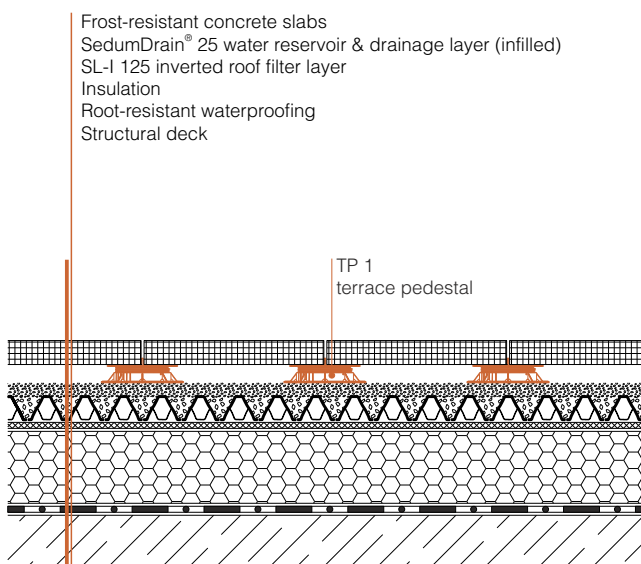 Frost-resistant concrete slabs
SedumDrain® 25 water reservoir & drainage layer (infilled)
SL-I 125 inverted roof filter layer
Insulation
Root-resistant waterproofing
Structural deck
TP 1
terrace pedestal